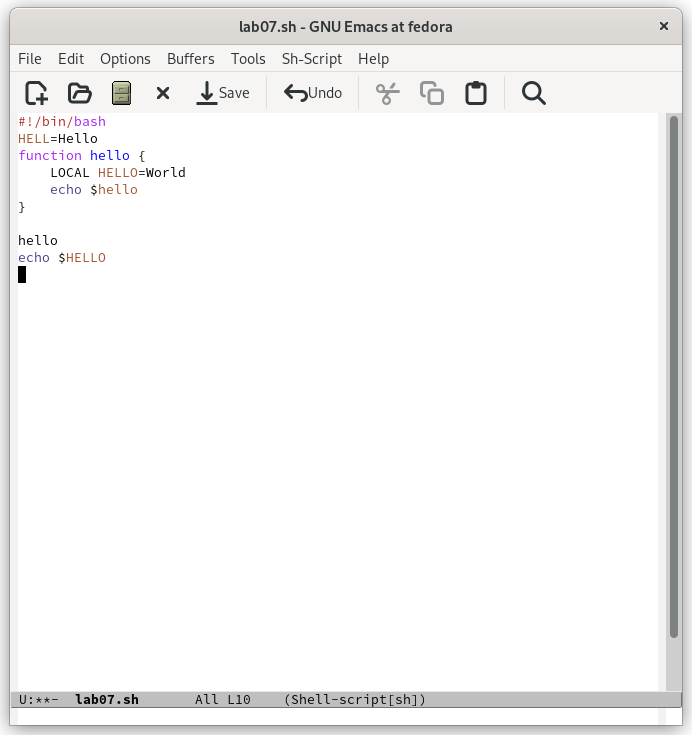 lab07.sh - GNU Emacs at fedora ×
File Edit Options Buffers Tools Sh-Script Help
Save Undo
#!/bin/bash
HELL=Hello
function hello {
    LOCAL HELLO=World
    echo $hello
}
hello
echo $HELLO
U:**- lab07.sh All L10 (Shell-script[sh])